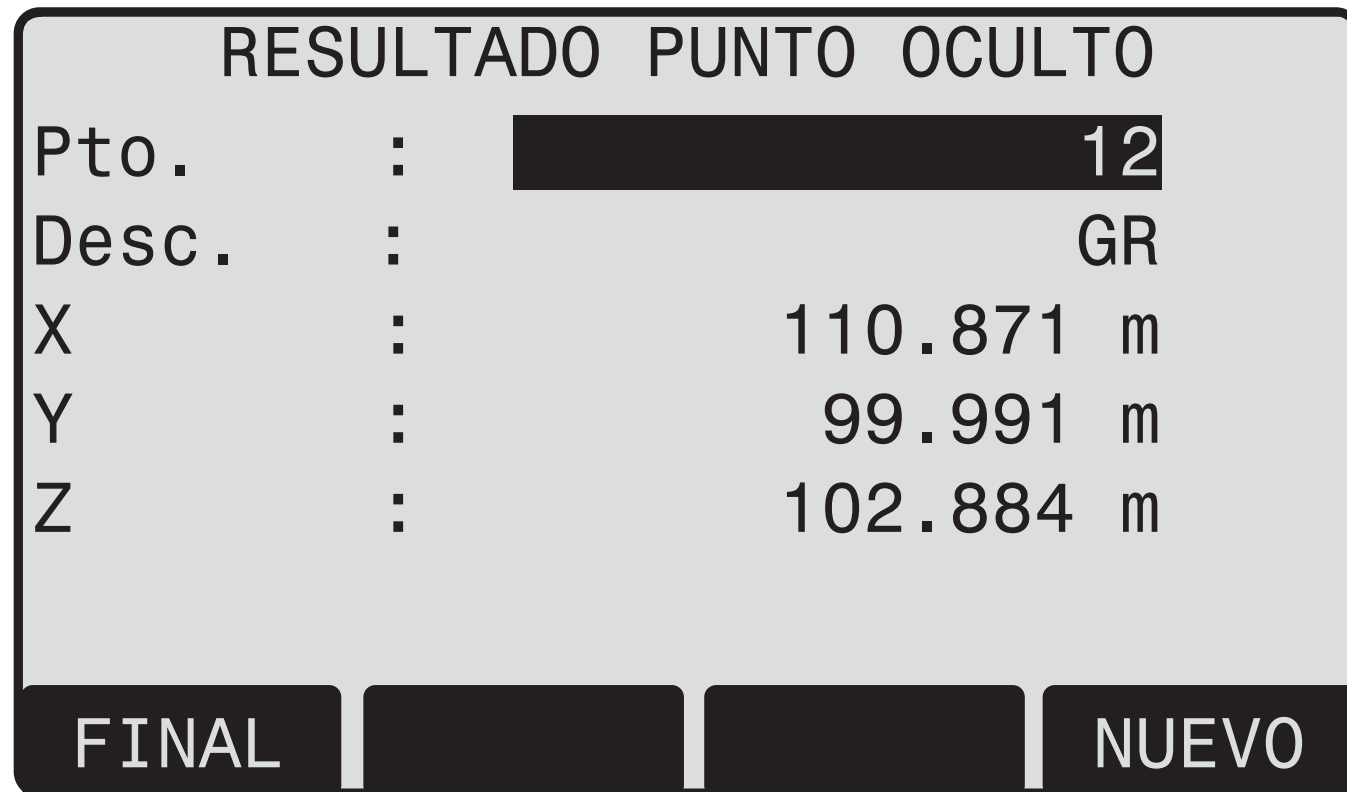 RESULTADO PUNTO OCULTO
Pto. : 12
Desc. : GR
X : 110.871 m
Y : 99.991 m
Z : 102.884 m
FINAL NUEVO